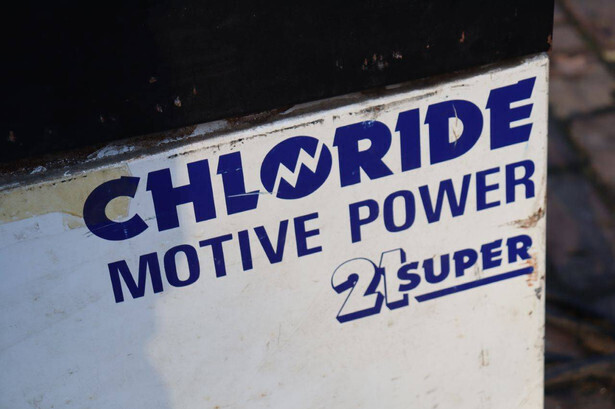 CHLORIDE
MOTIVE POWER
21 SUPER